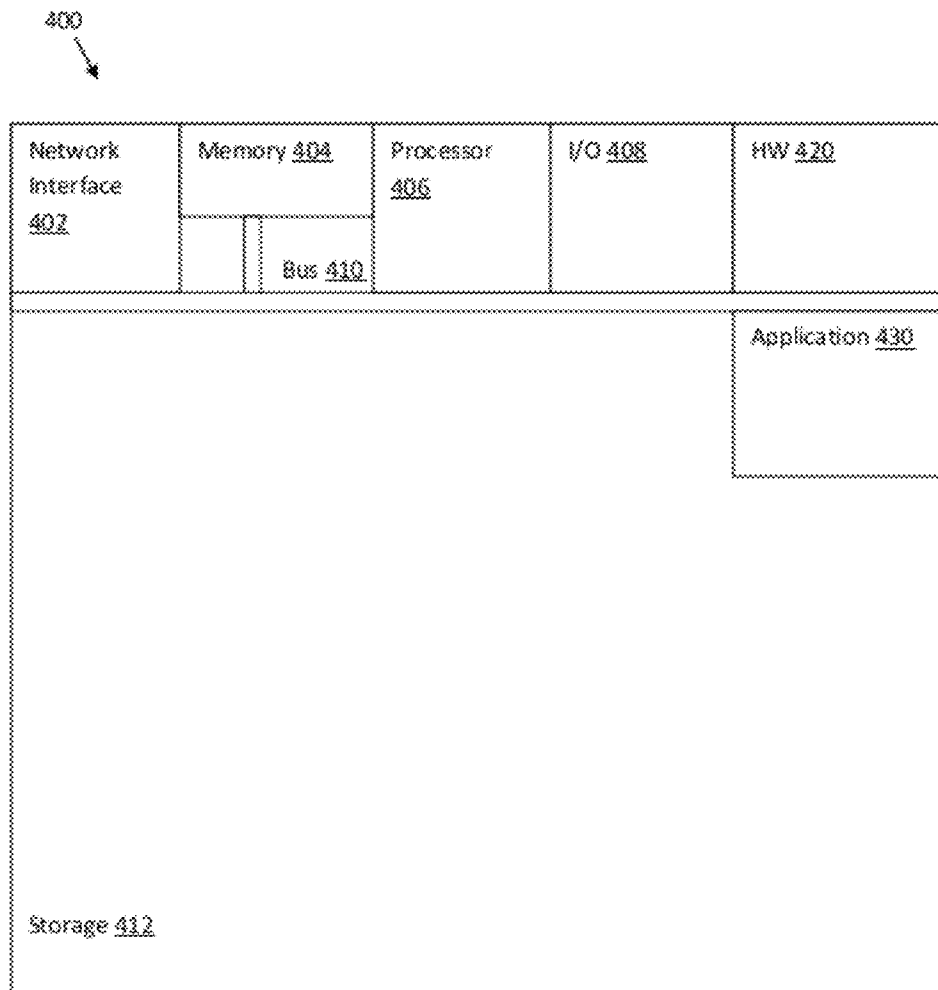 400
Network
Interface
402
Memory 404
Bus 410
Processor
406
I/O 408
HW 420
Application 430
Storage 412